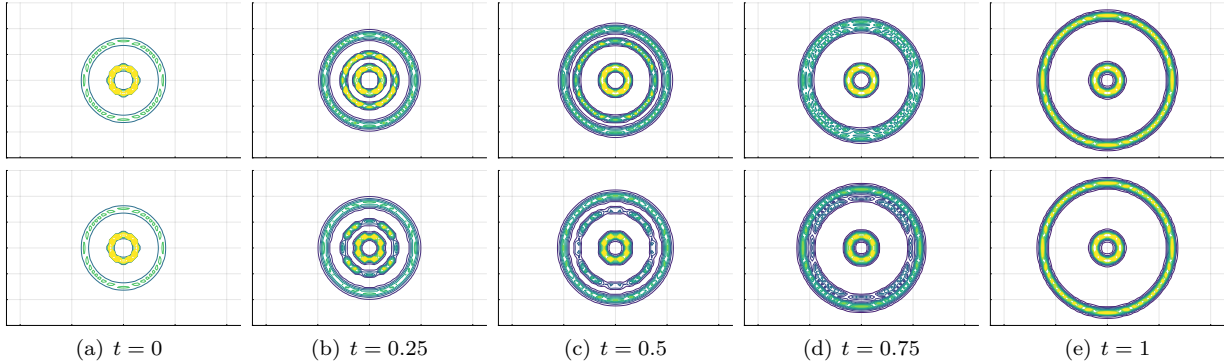 (a) t = 0 (b) t = 0.25 (c) t = 0.5 (d) t = 0.75 (e) t = 1